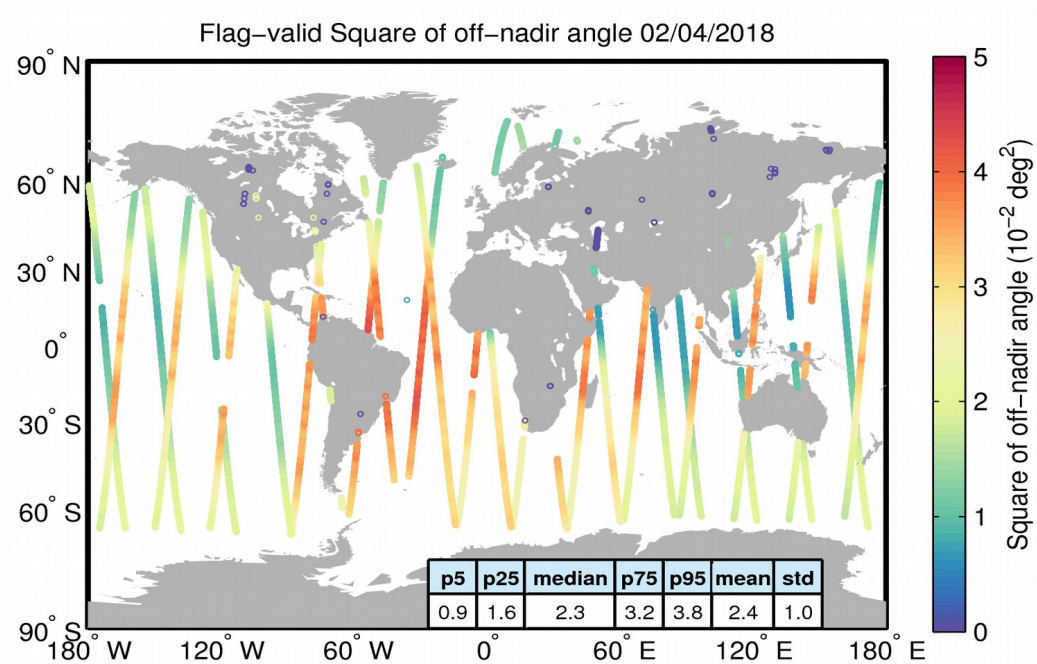 Flag−valid Square of off−nadir angle 02/04/2018
90° N
60° N
30° N
0°
30° S
60° S
90° S
180° W
120° W
60° W
0°
60° E
120° E
180° E
p5 p25 median p75 p95 mean std
0.9 1.6 2.3 3.2 3.8 2.4 1.0
5
4
3
2
1
0
Square of off−nadir angle (10⁻² deg²)